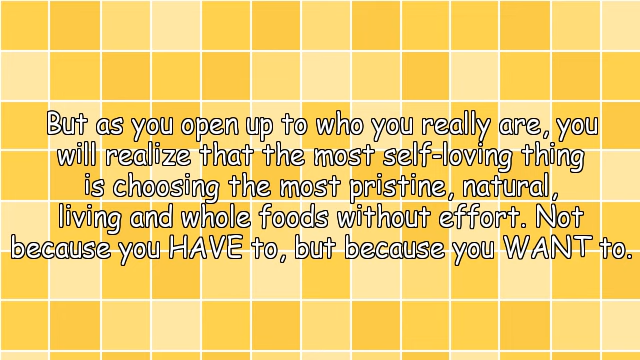 But as you open up to who you really are, you
will realize that the most self-loving thing
is choosing the most pristine, natural,
living and whole foods without effort. Not
because you HAVE to, but because you WANT to.